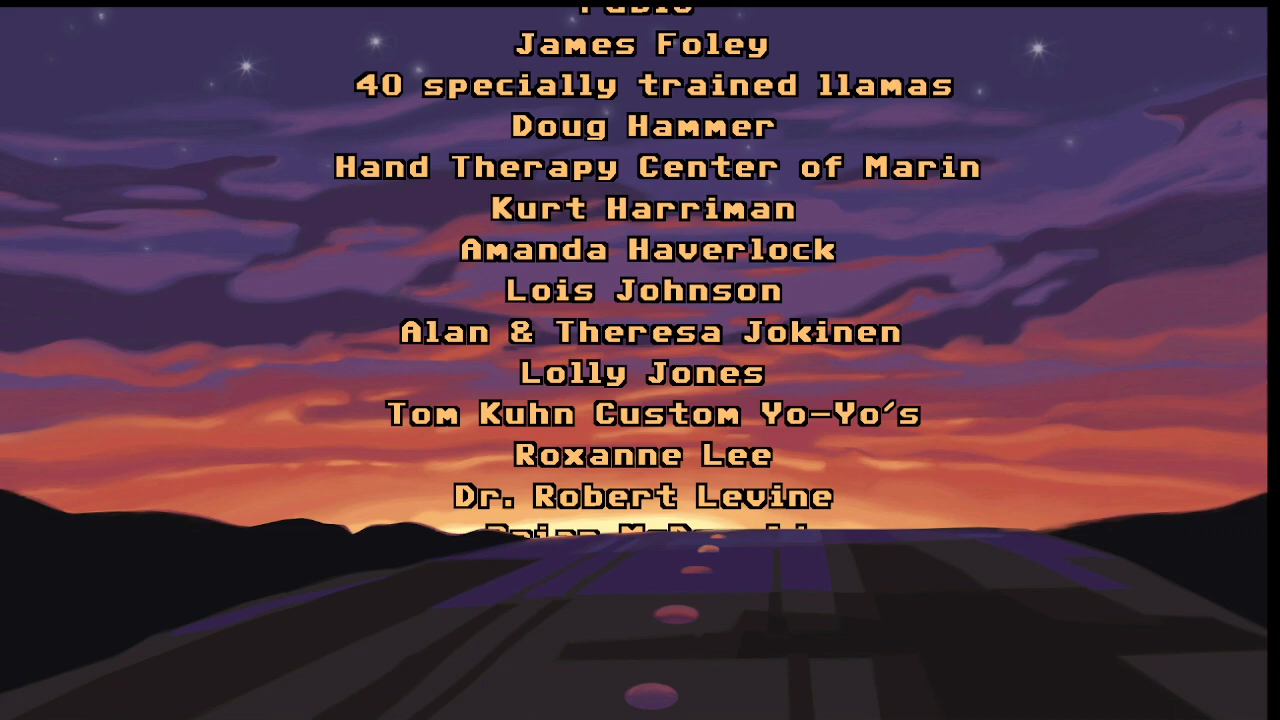 James Foley
40 specially trained llamas
Doug Hammer
Hand Therapy Center of Marin
Kurt Harriman
Amanda Haverlock
Lois Johnson
Alan & Theresa Jokinen
Lolly Jones
Tom Kuhn Custom Yo-Yo's
Roxanne Lee
Dr. Robert Levine